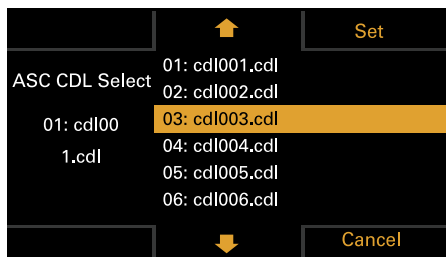 Set
ASC CDL Select
01: cdl00
1.cdl
01: cdl001.cdl
02: cdl002.cdl
03: cdl003.cdl
04: cdl004.cdl
05: cdl005.cdl
06: cdl006.cdl
Cancel